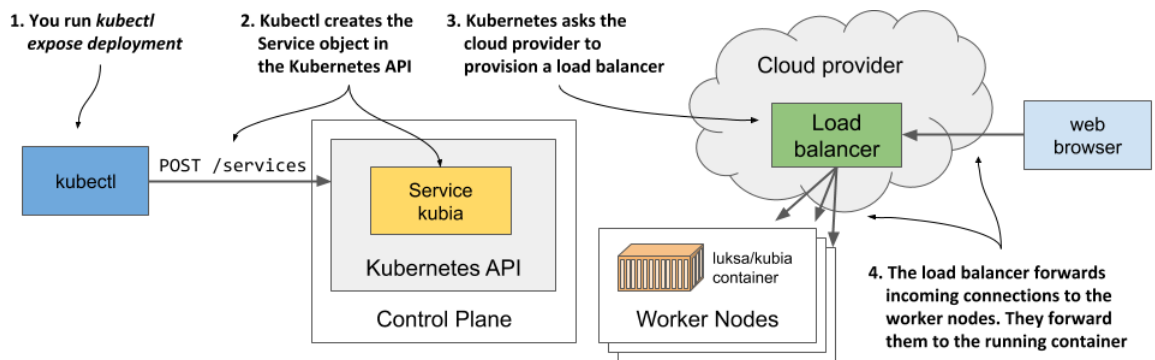 1. You run kubectl
expose deployment
2. Kubectl creates the
Service object in
the Kubernetes API
3. Kubernetes asks the
cloud provider to
provision a load balancer
Cloud provider
Load
balancer
web
browser
kubectl
POST /services
Service
kubia
Kubernetes API
Control Plane
luksa/kubia
container
Worker Nodes
4. The load balancer forwards
incoming connections to the
worker nodes. They forward
them to the running container